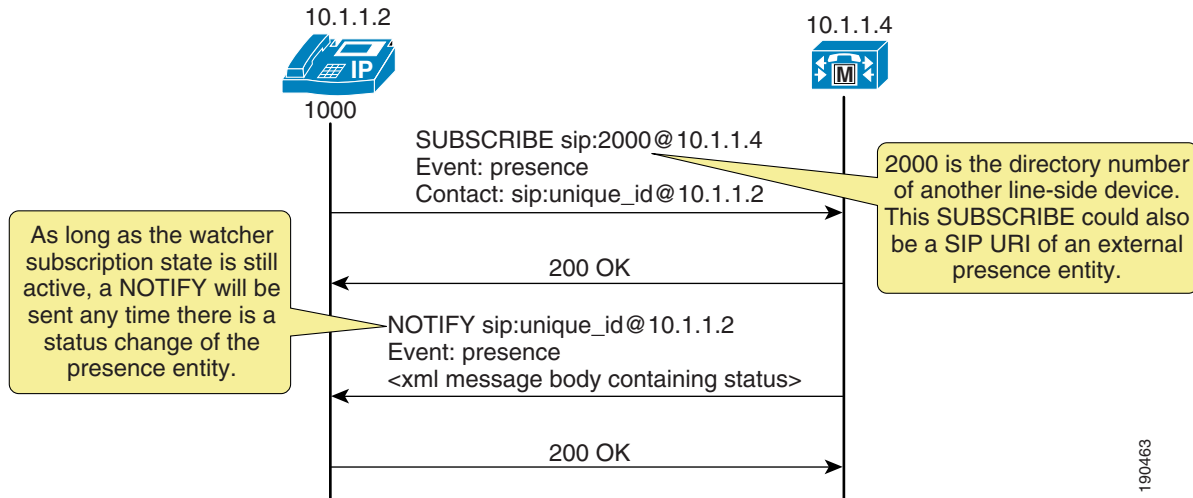 10.1.1.2
10.1.1.4
IP
M
1000
SUBSCRIBE sip:2000@10.1.1.4
Event: presence
Contact: sip:unique_id@10.1.1.2
2000 is the directory number
of another line-side device.
This SUBSCRIBE could also
be a SIP URI of an external
presence entity.
As long as the watcher
subscription state is still
active, a NOTIFY will be
sent any time there is a
status change of the
presence entity.
200 OK
NOTIFY sip:unique_id@10.1.1.2
Event: presence
<xml message body containing status>
200 OK
190463